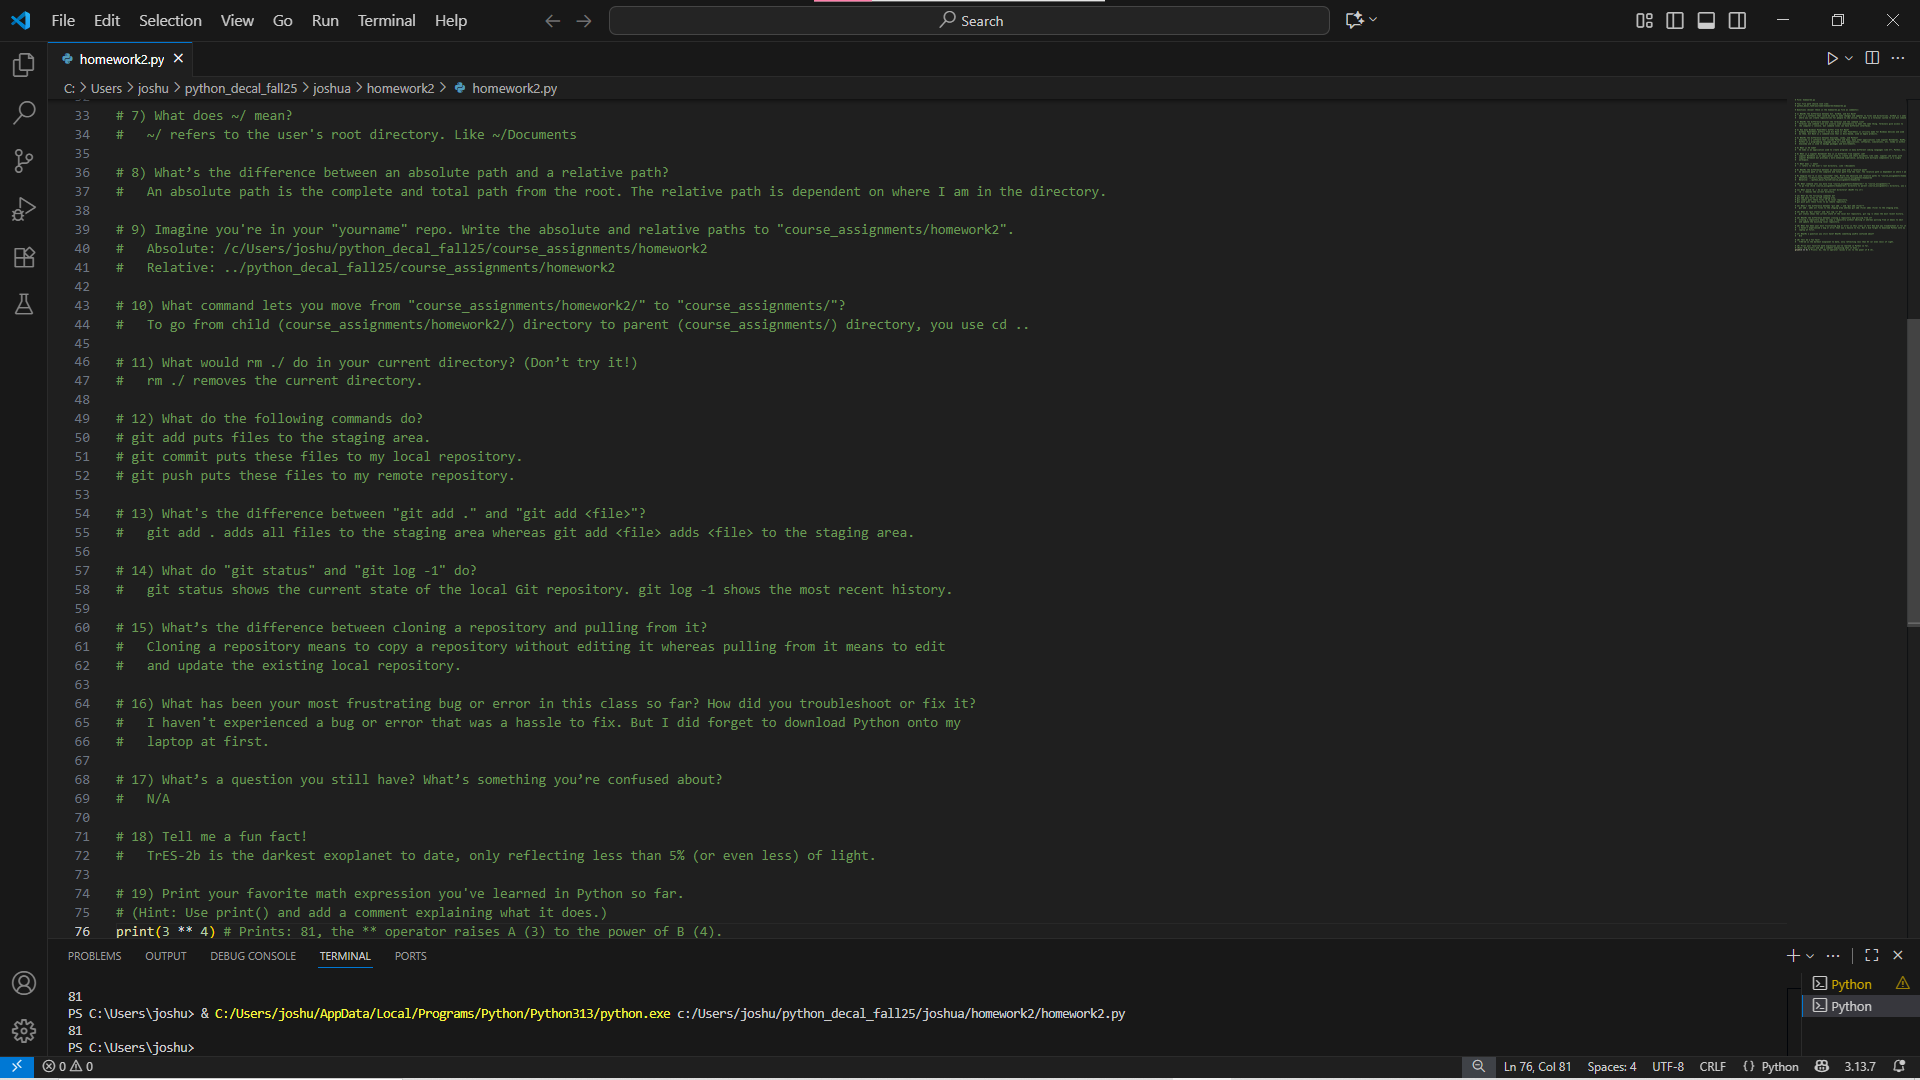 File Edit Selection View Go Run Terminal Help
Search
homework2.py
C: > Users > joshu > python_decal_fall25 > joshua > homework2 > homework2.py
33 # 7) What does ~/ mean?
34 #   ~/ refers to the user's root directory. Like ~/Documents
35
36 # 8) What’s the difference between an absolute path and a relative path?
37 #   An absolute path is the complete and total path from the root. The relative path is dependent on where I am in the directory.
38
39 # 9) Imagine you're in your "yourname" repo. Write the absolute and relative paths to "course_assignments/homework2".
40 #   Absolute: /c/Users/joshu/python_decal_fall25/course_assignments/homework2
41 #   Relative: ../python_decal_fall25/course_assignments/homework2
42
43 # 10) What command lets you move from "course_assignments/homework2/" to "course_assignments/"?
44 #   To go from child (course_assignments/homework2/) directory to parent (course_assignments/) directory, you use cd ..
45
46 # 11) What would rm ./ do in your current directory? (Don’t try it!)
47 #   rm ./ removes the current directory.
48
49 # 12) What do the following commands do?
50 # git add puts files to the staging area.
51 # git commit puts these files to my local repository.
52 # git push puts these files to my remote repository.
53
54 # 13) What's the difference between "git add ." and "git add <file>"?
55 #   git add . adds all files to the staging area whereas git add <file> adds <file> to the staging area.
56
57 # 14) What do "git status" and "git log -1" do?
58 #   git status shows the current state of the local Git repository. git log -1 shows the most recent history.
59
60 # 15) What’s the difference between cloning a repository and pulling from it?
61 #   Cloning a repository means to copy a repository without editing it whereas pulling from it means to edit
62 #   and update the existing local repository.
63
64 # 16) What has been your most frustrating bug or error in this class so far? How did you troubleshoot or fix it?
65 #   I haven't experienced a bug or error that was a hassle to fix. But I did forget to download Python onto my
66 #   laptop at first.
67
68 # 17) What’s a question you still have? What’s something you’re confused about?
69 #   N/A
70
71 # 18) Tell me a fun fact!
72 #   TrES-2b is the darkest exoplanet to date, only reflecting less than 5% (or even less) of light.
73
74 # 19) Print your favorite math expression you've learned in Python so far.
75 # (Hint: Use print() and add a comment explaining what it does.)
76 print(3 ** 4) # Prints: 81, the ** operator raises A (3) to the power of B (4).
PROBLEMS OUTPUT DEBUG CONSOLE TERMINAL PORTS
Python
Python
81
PS C:\Users\joshu> & C:/Users/joshu/AppData/Local/Programs/Python/Python313/python.exe c:/Users/joshu/python_decal_fall25/joshua/homework2/homework2.py
81
PS C:\Users\joshu>
0 0 Ln 76, Col 81 Spaces: 4 UTF-8 CRLF {} Python 3.13.7